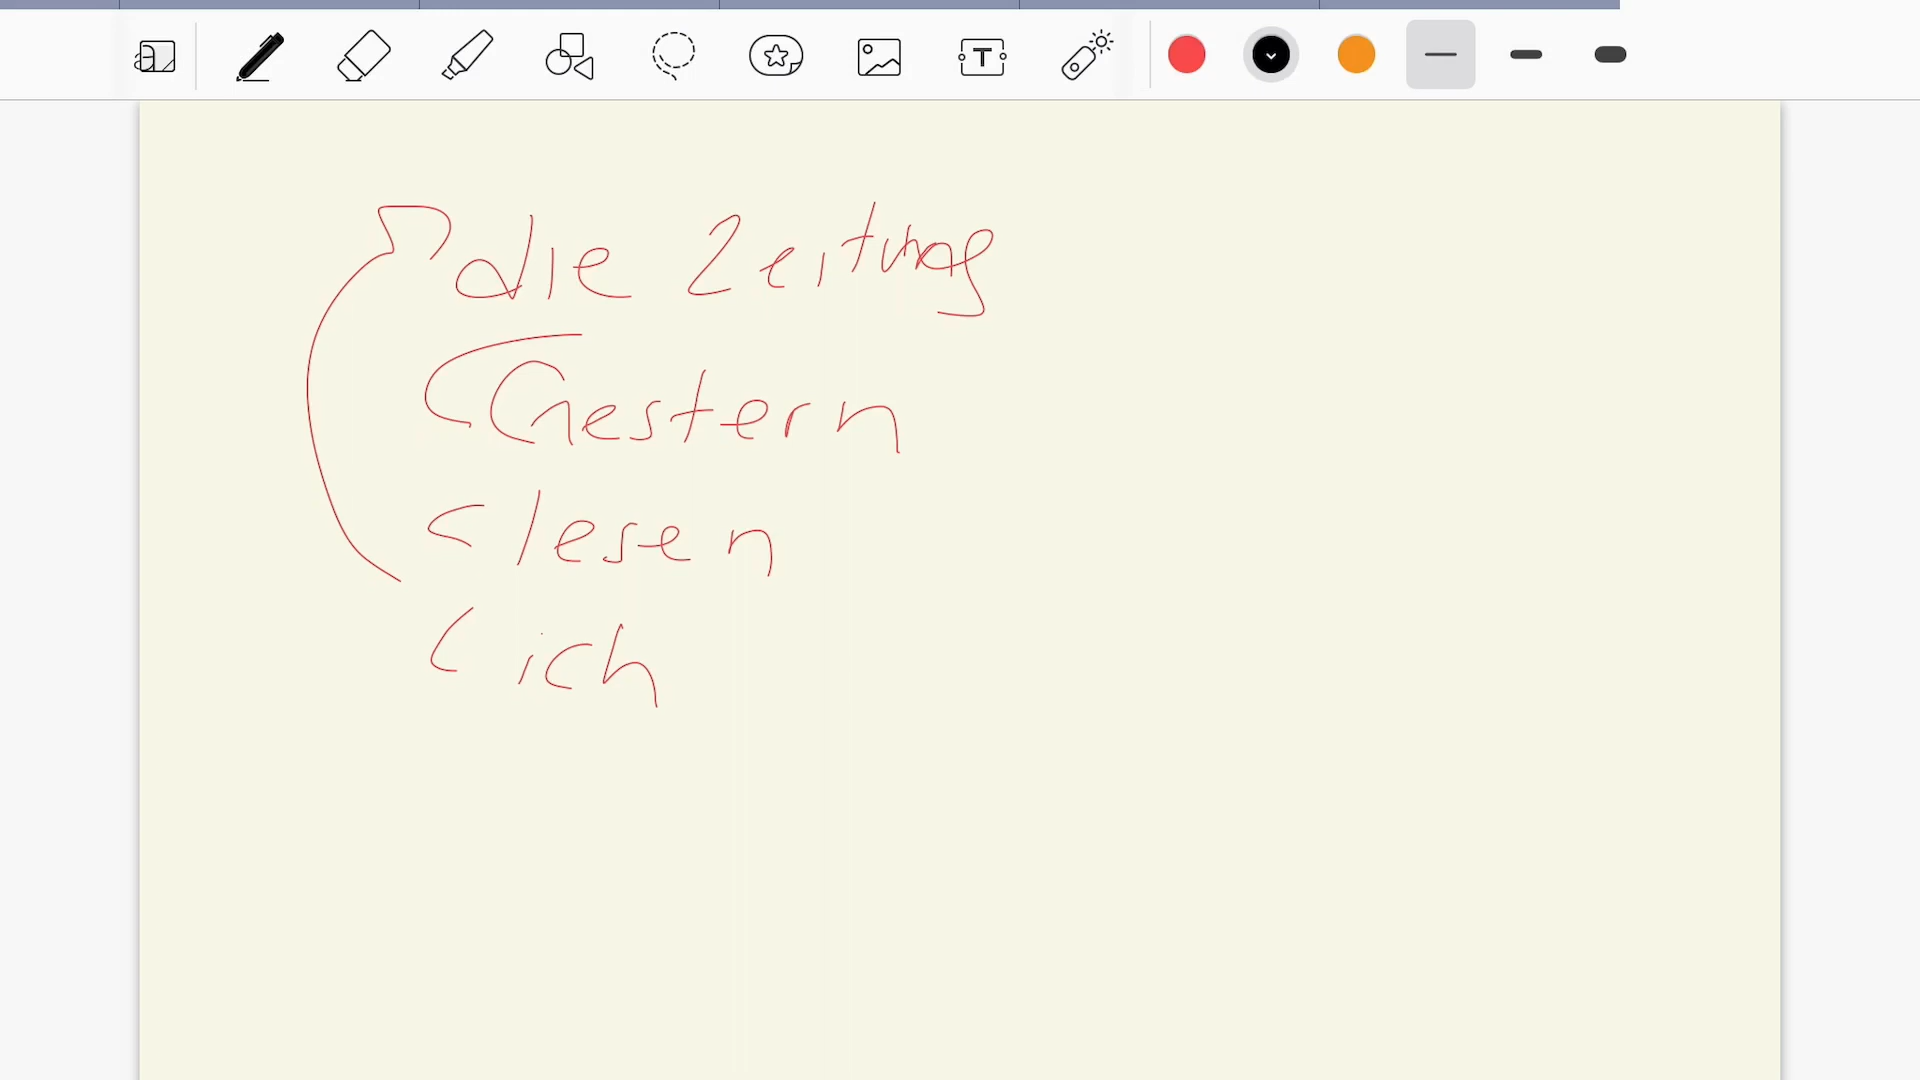 die Zeitung
Gestern
lesen
ich